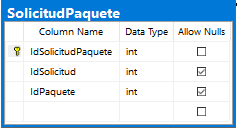 SolicitudPaquete
Column Name Data Type Allow Nulls
IdSolicitudPaquete int
IdSolicitud int
IdPaquete int